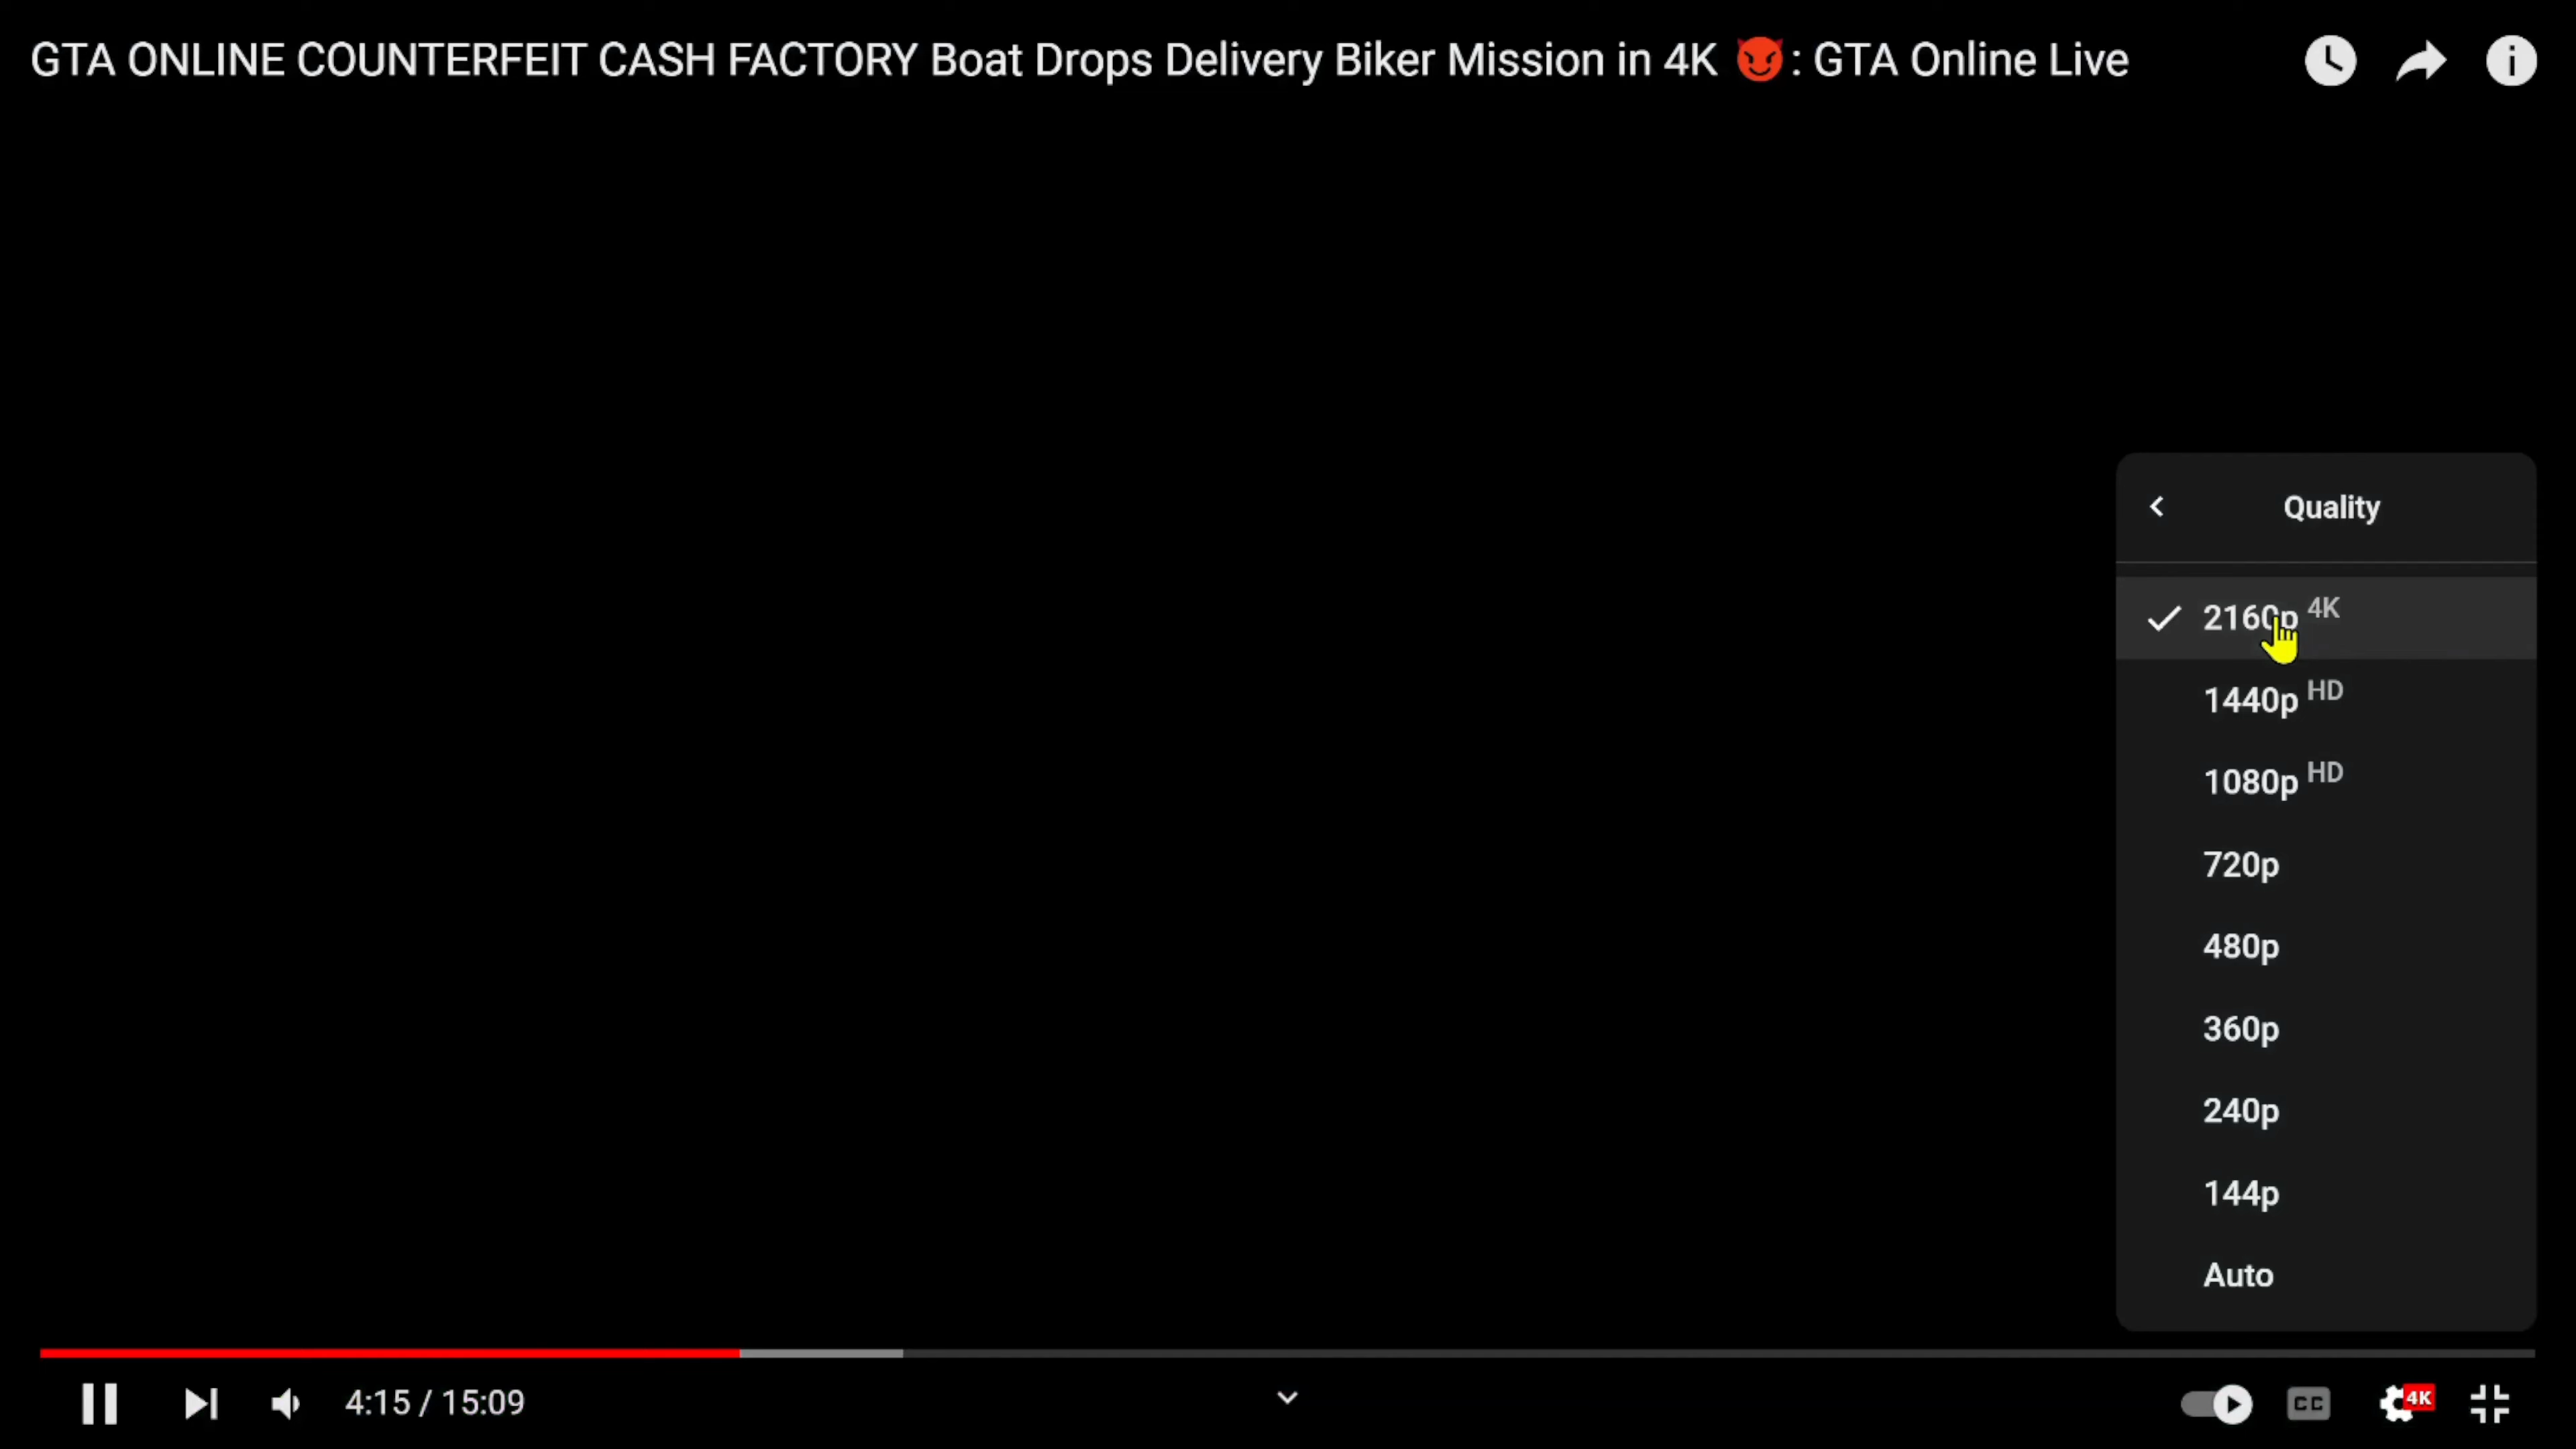 GTA ONLINE COUNTERFEIT CASH FACTORY Boat Drops Delivery Biker Mission in 4K 😈: GTA Online Live
Quality
2160p 4K
1440p HD
1080p HD
720p
480p
360p
240p
144p
Auto
4:15 / 15:09
CC
4K